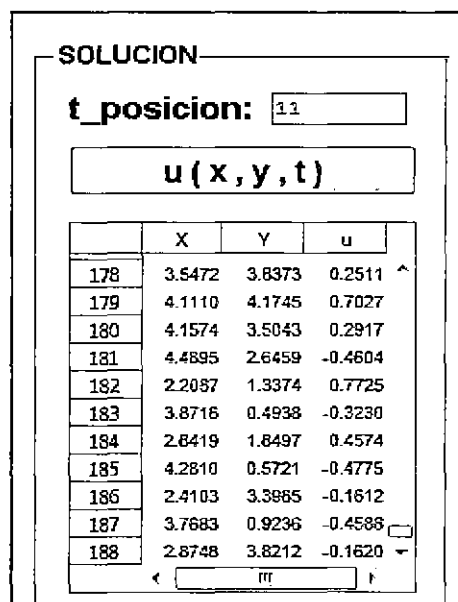 SOLUCION
t_posicion: 11
u(x,y,t)
X Y u
178 3.5472 3.8373 0.2511
179 4.1110 4.1745 0.7027
180 4.1574 3.5043 0.2917
181 4.4895 2.6459 -0.4604
182 2.2087 1.3374 0.7725
183 3.8716 0.4938 -0.3230
184 2.8419 1.8497 0.4574
185 4.2810 0.5721 -0.4775
186 2.4103 3.3985 -0.1612
187 3.7683 0.9236 -0.4588
188 2.8748 3.8212 -0.1620